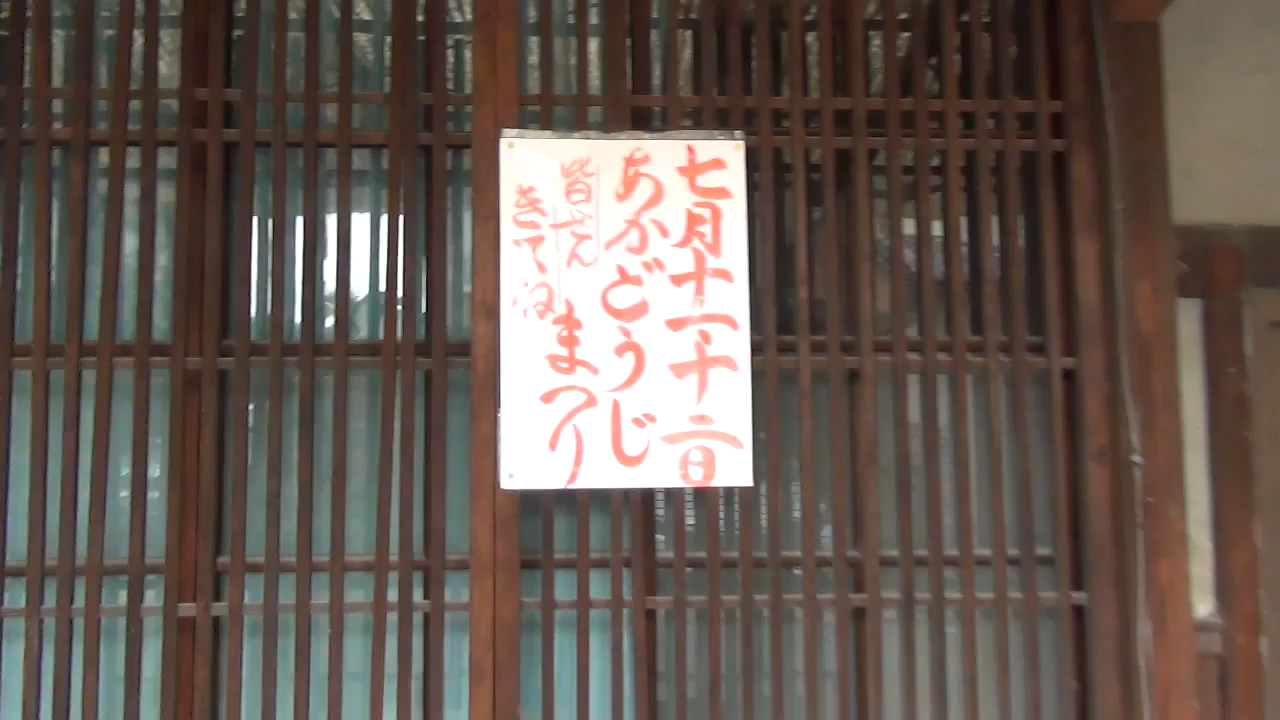 七月十一・十二日
あかどうじ
まつり
皆さん
きてね